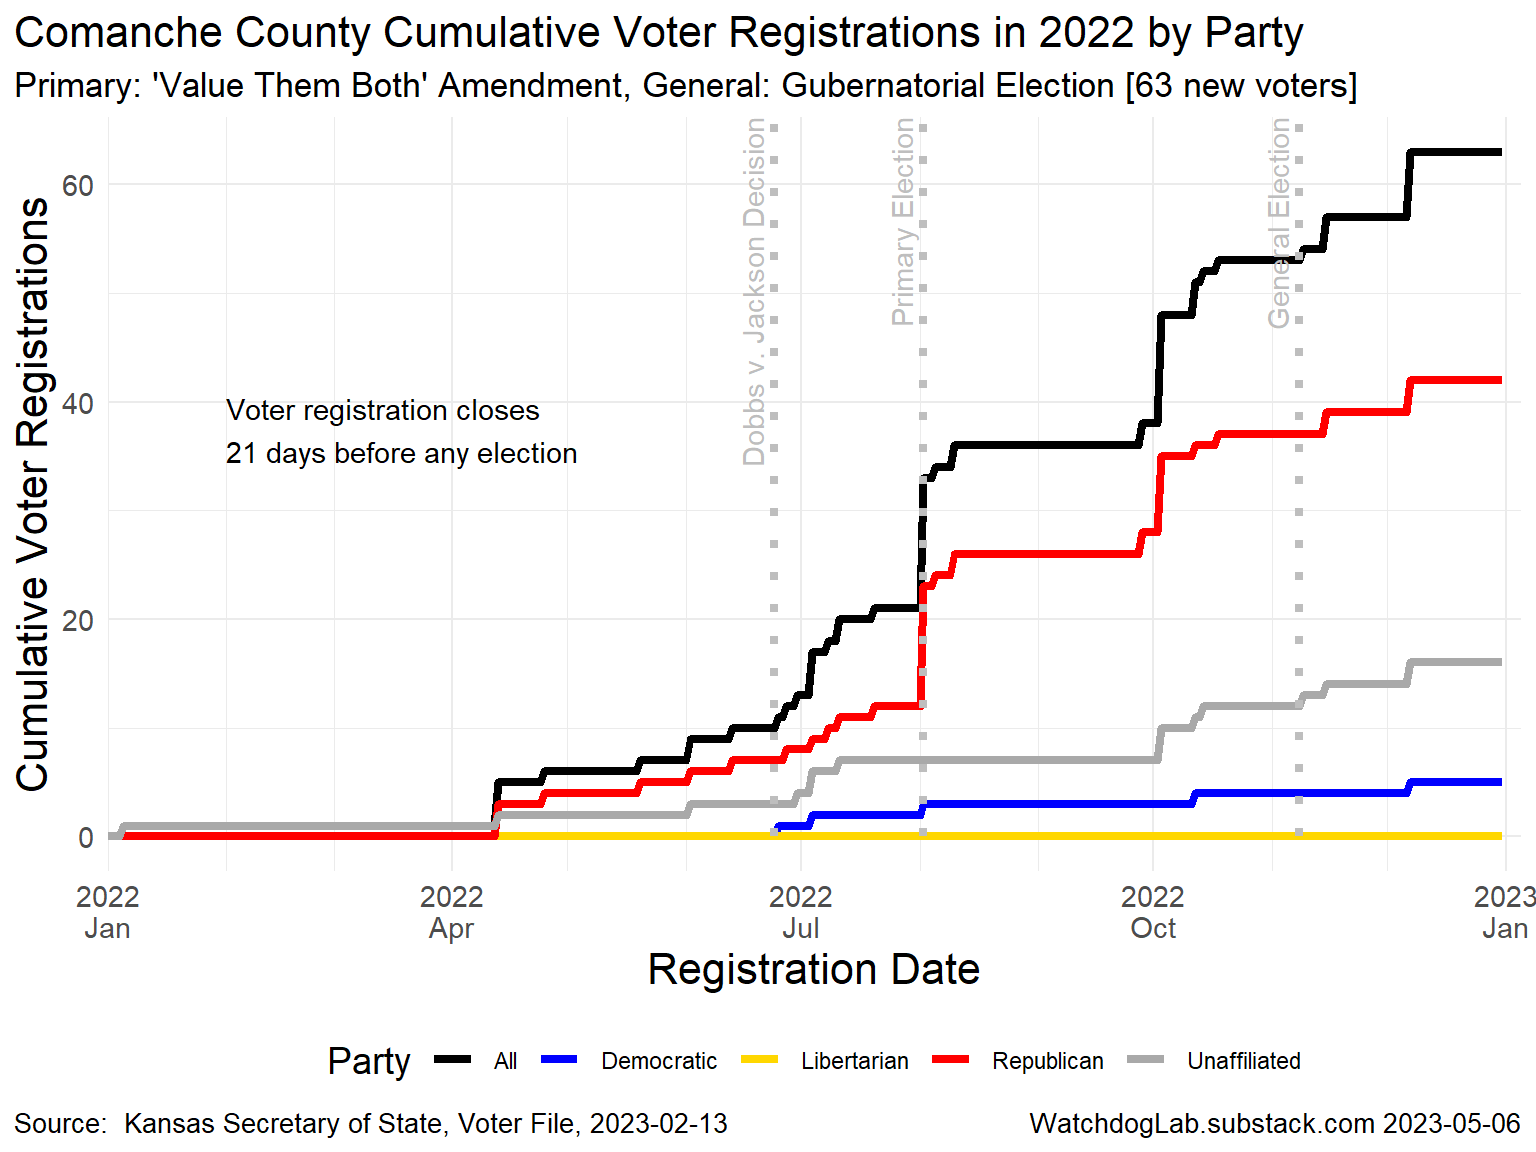 Comanche County Cumulative Voter Registrations in 2022 by Party
Primary: 'Value Them Both' Amendment, General: Gubernatorial Election [63 new voters]
Cumulative Voter Registrations
60
40
20
0
Voter registration closes
21 days before any election
Dobbs v. Jackson Decision
Primary Election
General Election
2022 2022 2022 2022 2023
Jan Apr Jul Oct Jan
Registration Date
Party All Democratic Libertarian Republican Unaffiliated
Source:  Kansas Secretary of State, Voter File, 2023-02-13
WatchdogLab.substack.com 2023-05-06